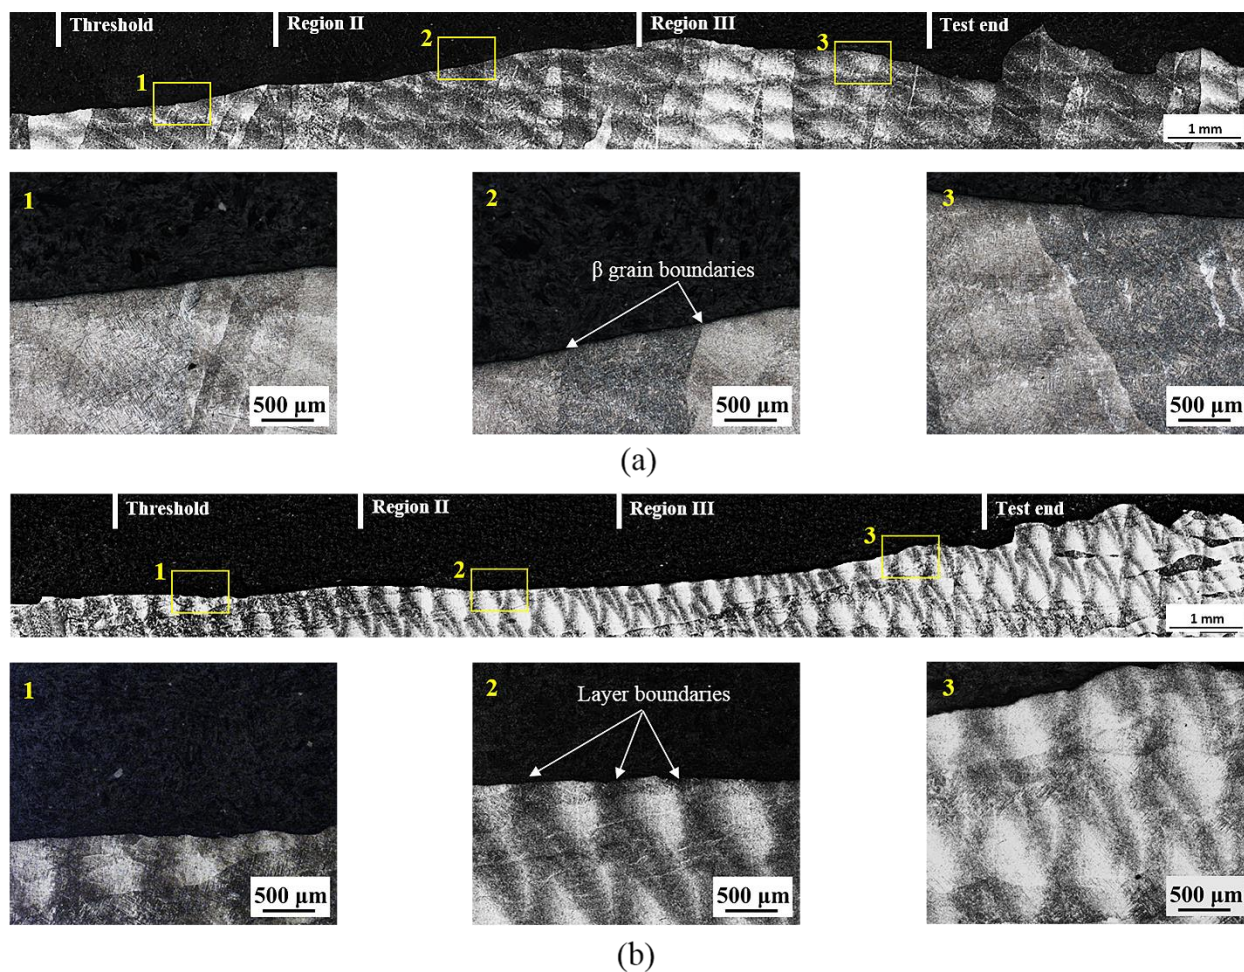 Threshold
Region II
Region III
Test end
1
2
3
1 mm
1
2
3
β grain boundaries
500 µm
500 µm
500 µm
(a)
Threshold
Region II
Region III
Test end
1
2
3
1 mm
1
2
3
Layer boundaries
500 µm
500 µm
500 µm
(b)